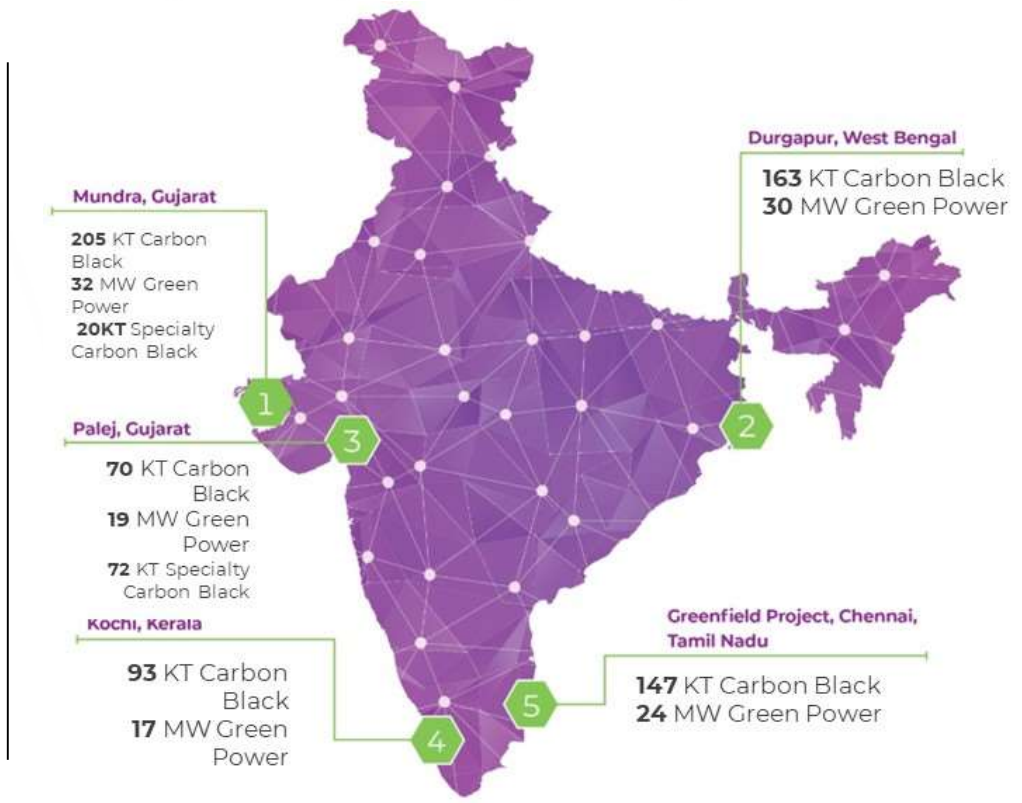 Mundra, Gujarat
205 KT Carbon
Black
32 MW Green
Power
20KT Specialty
Carbon Black
1
Durgapur, West Bengal
163 KT Carbon Black
30 MW Green Power
2
Palej, Gujarat
70 KT Carbon
Black
19 MW Green
Power
72 KT Specialty
Carbon Black
3
Kochi, Kerala
93 KT Carbon
Black
17 MW Green
Power
4
Greenfield Project, Chennai,
Tamil Nadu
147 KT Carbon Black
24 MW Green Power
5